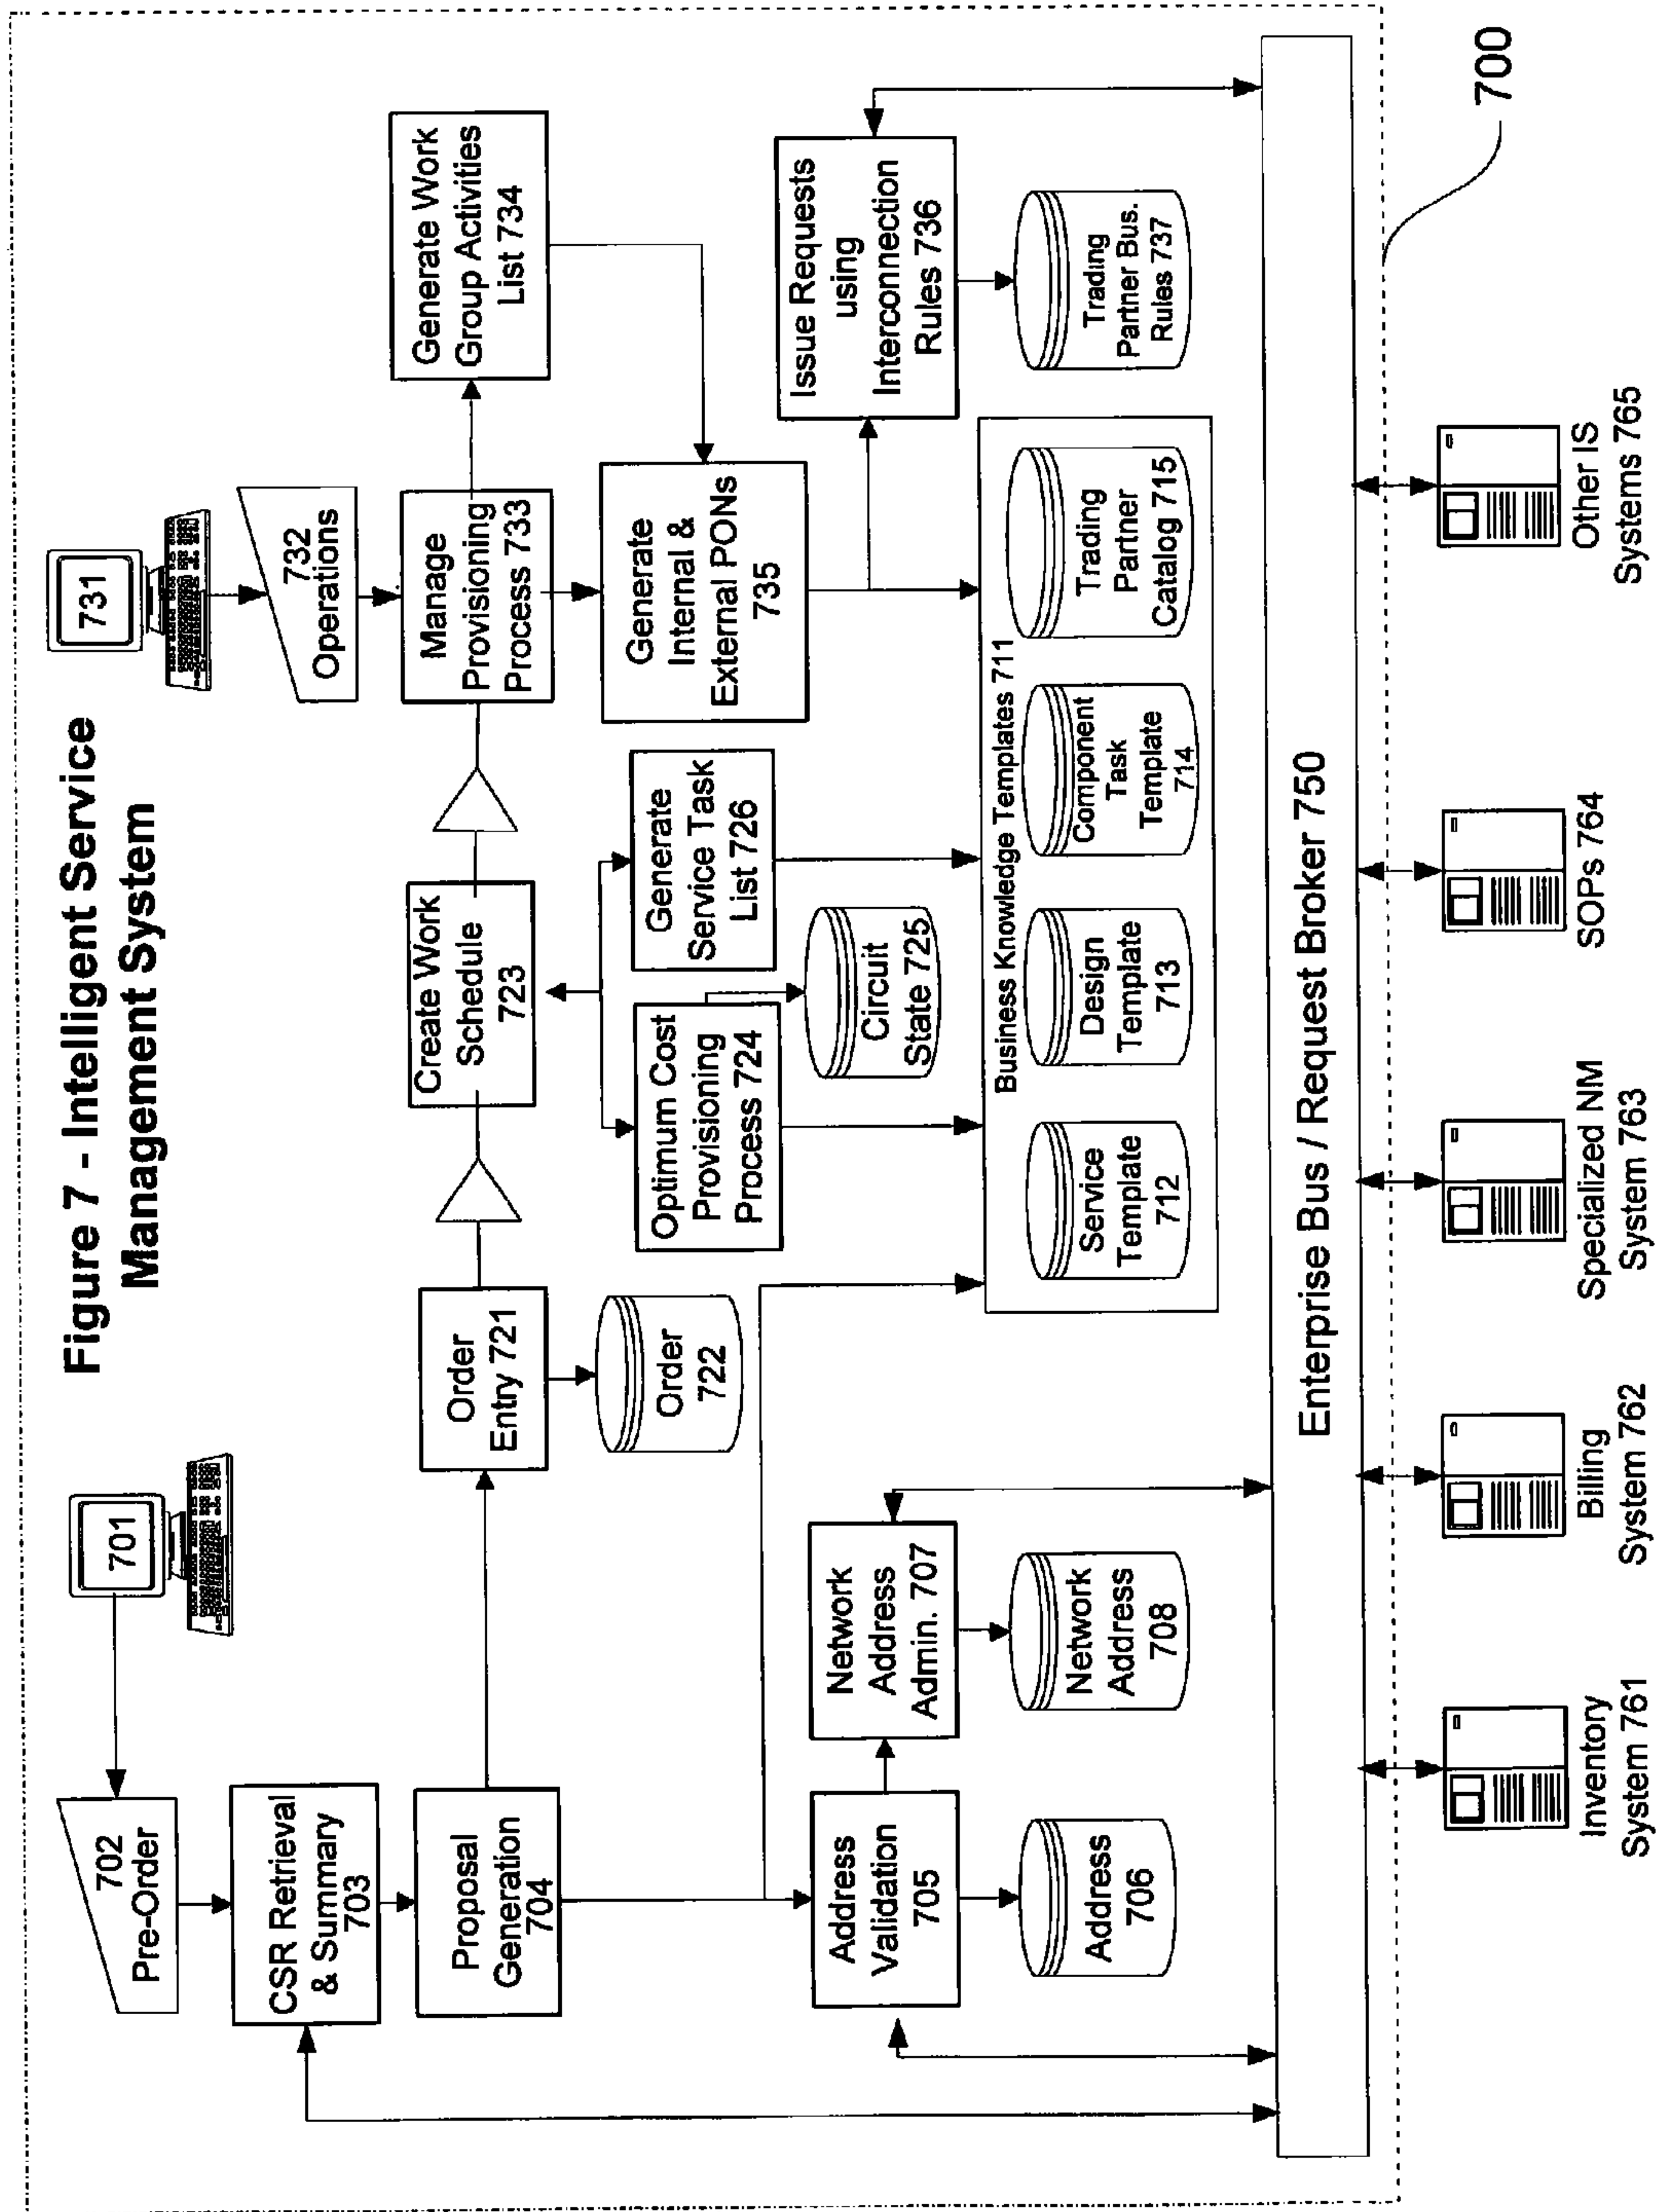 Figure 7 - Intelligent Service
Management System
701
731
702
Pre-Order
732
Operations
CSR Retrieval
& Summary
703
Order
Entry 721
Create Work
Schedule
723
Manage
Provisioning
Process 733
Generate Work
Group Activities
List 734
Proposal
Generation
704
Order
722
Optimum Cost
Provisioning
Process 724
Generate
Service Task
List 726
Generate
Internal &
External PONs
735
Circuit
State 725
Address
Validation
705
Network
Address
Admin. 707
Issue Requests
using
Interconnection
Rules 736
Address
706
Network
Address
708
Business Knowledge Templates 711
Service
Template
712
Design
Template
713
Component
Task
Template
714
Trading
Partner
Catalog 715
Trading
Partner Bus.
Rules 737
Enterprise Bus / Request Broker 750
700
Inventory
System 761
Billing
System 762
Specialized NM
System 763
SOPs 764
Other IS
Systems 765